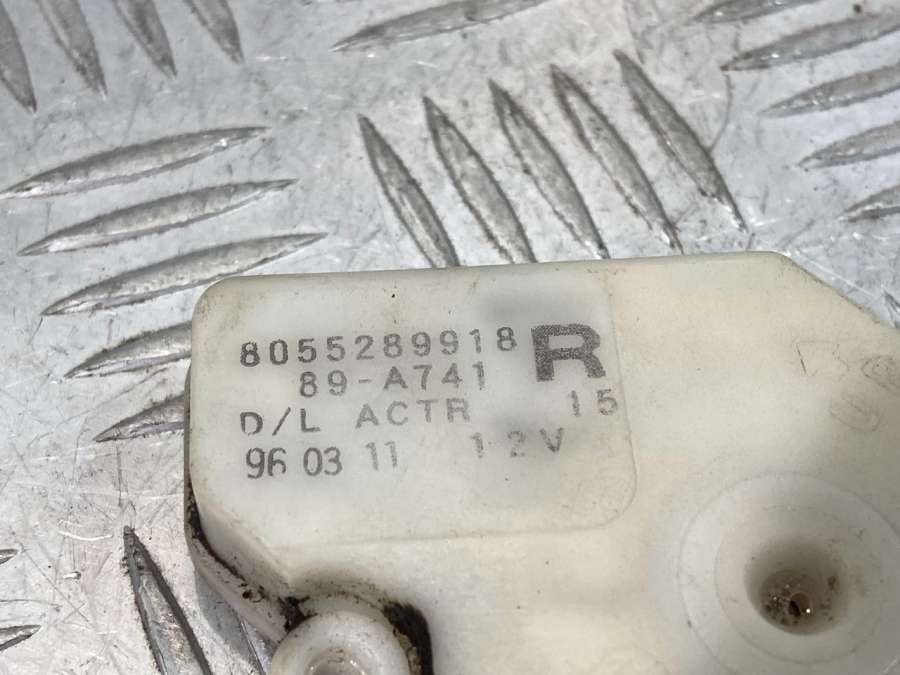 8055289918 R
89-A741
D/L ACTR 15
96 03 11 12V